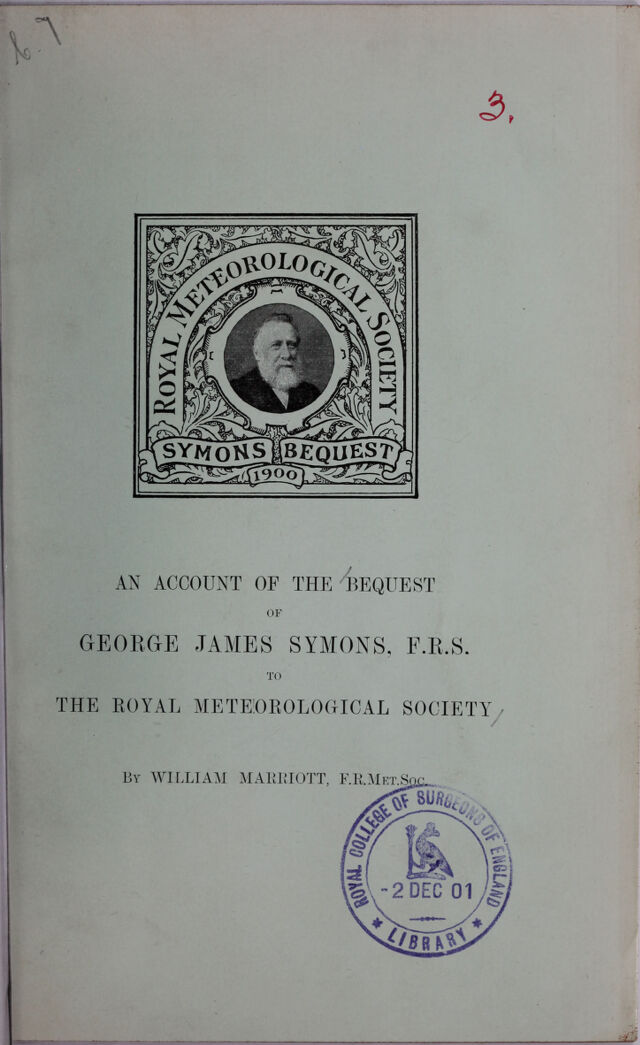 3.
ROYAL METEOROLOGICAL SOCIETY
SYMONS BEQUEST
1900
AN ACCOUNT OF THE BEQUEST
OF
GEORGE JAMES SYMONS, F.R.S.
TO
THE ROYAL METEOROLOGICAL SOCIETY
BY WILLIAM MARRIOTT, F.R.MET.SOC.
ROYAL COLLEGE OF SURGEONS OF ENGLAND
-2 DEC 01
* LIBRARY *